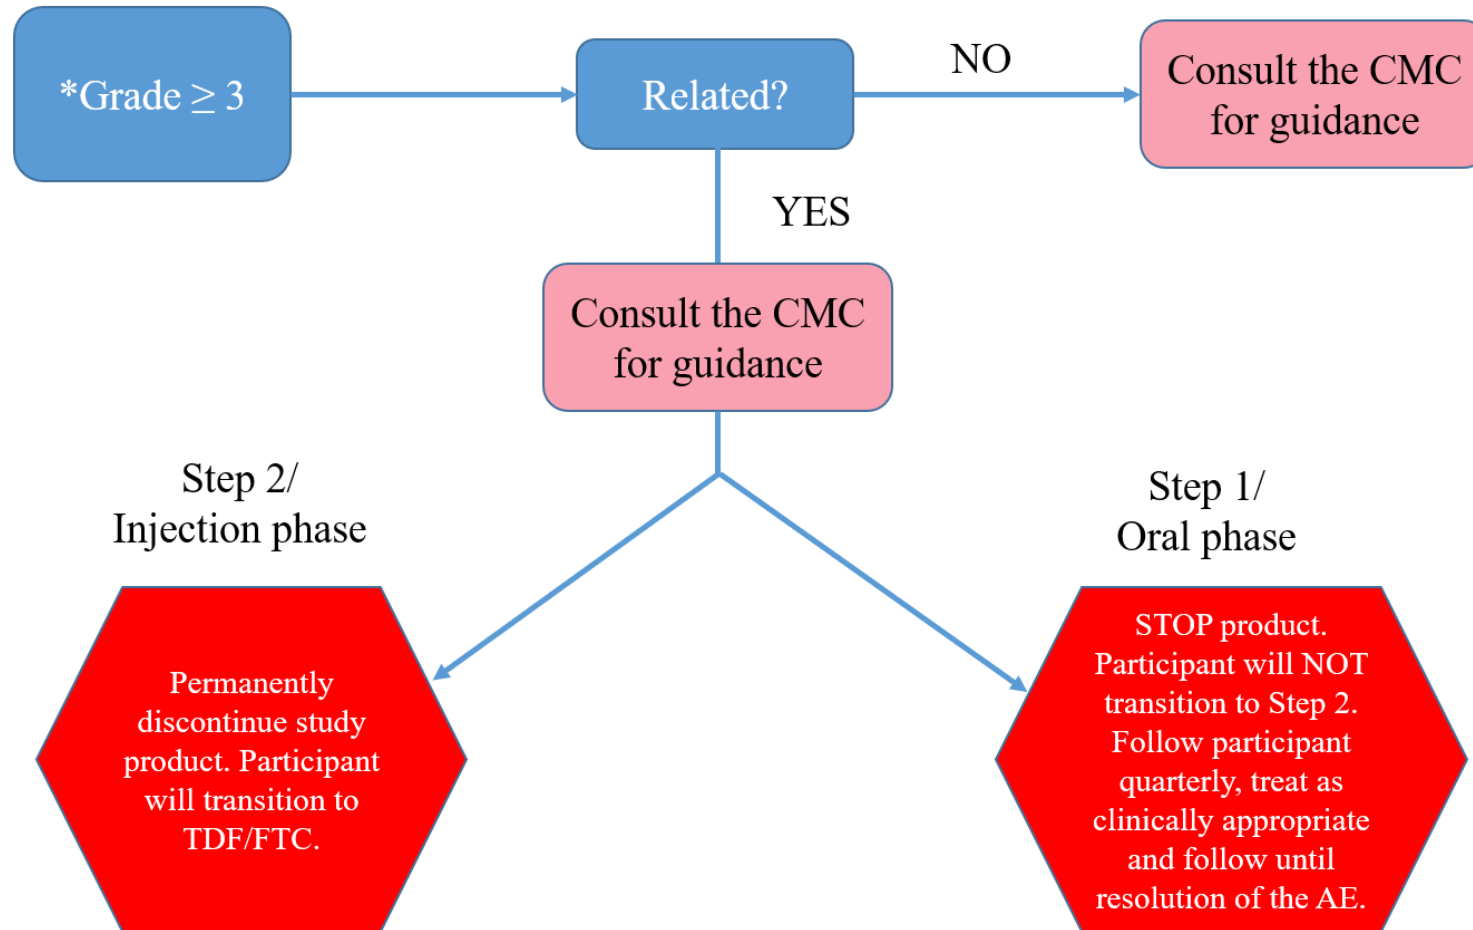 *Grade ≥ 3
Related?
NO
Consult the CMC
for guidance
YES
Consult the CMC
for guidance
Step 2/
Injection phase
Step 1/
Oral phase
Permanently
discontinue study
product. Participant
will transition to
TDF/FTC.
STOP product.
Participant will NOT
transition to Step 2.
Follow participant
quarterly, treat as
clinically appropriate
and follow until
resolution of the AE.